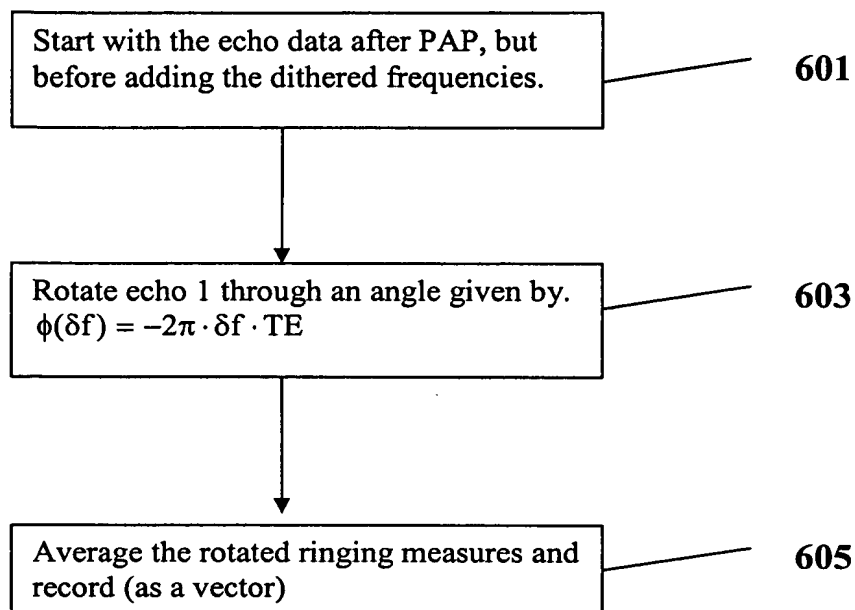 Start with the echo data after PAP, but
before adding the dithered frequencies.
601
Rotate echo 1 through an angle given by.
ϕ(δf) = −2π · δf · TE
603
Average the rotated ringing measures and
record (as a vector)
605